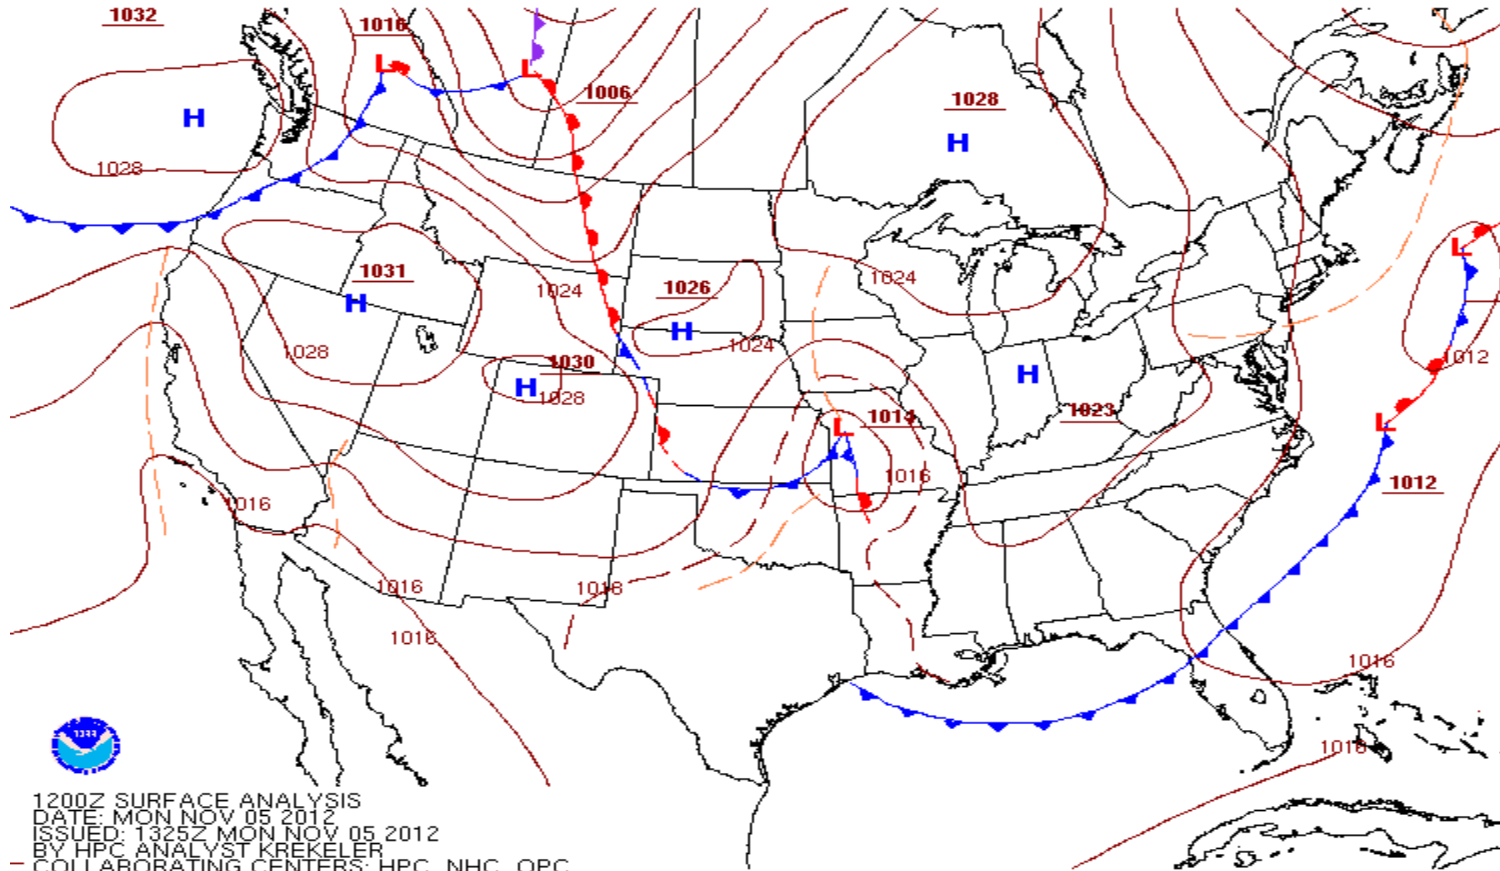 1032
1016
L
L
1006
1028
H
H
1028
L
1031
H
1024
1026
H
1024
1024
1028
1030
H
1028
H
1012
1014
1023
L
L
1016
1016
1012
1016
1016
1016
1016
1016
1200Z SURFACE ANALYSIS
DATE: MON NOV 05 2012
ISSUED: 1325Z MON NOV 05 2012
BY HPC ANALYST KREKELER
COLLABORATING CENTERS: HPC, NHC, OPC